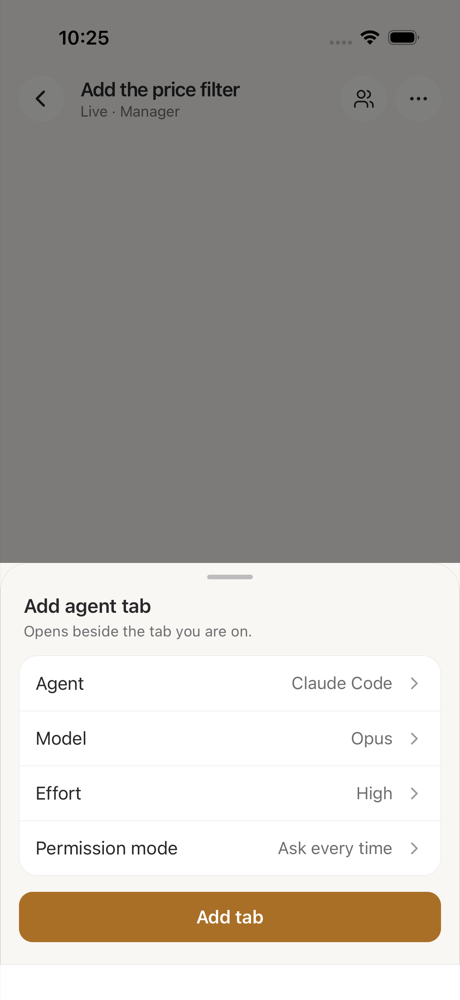 10:25
Add the price filter
Live · Manager
Add agent tab
Opens beside the tab you are on.
Agent Claude Code
Model Opus
Effort High
Permission mode Ask every time
Add tab